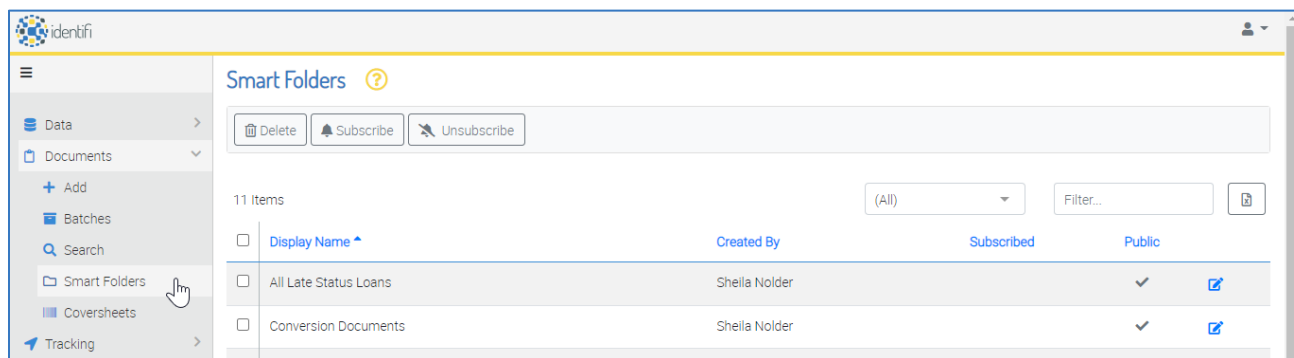 identifi
Smart Folders ?
Data
Delete Subscribe Unsubscribe
Documents
Add
11 Items (All) Filter...
Batches
Search
Display Name Created By Subscribed Public
Smart Folders
All Late Status Loans Sheila Nolder
Coversheets
Conversion Documents Sheila Nolder
Tracking